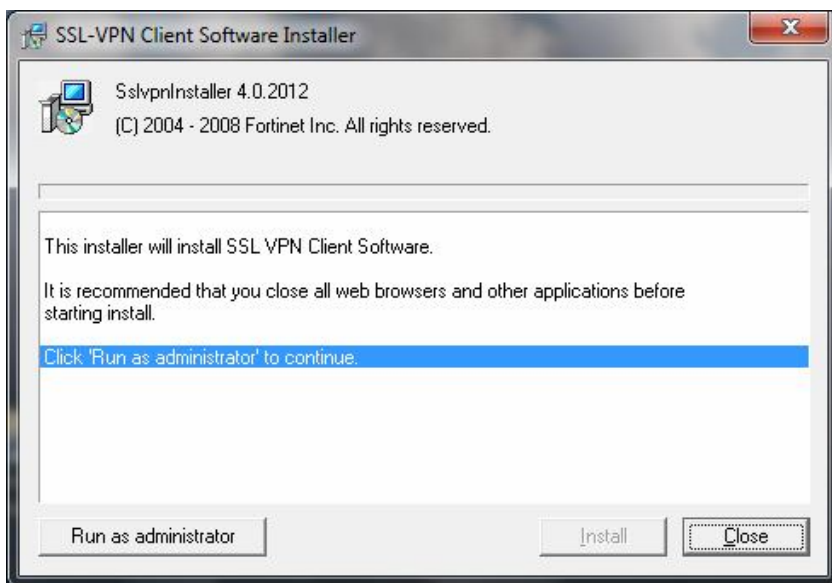 SSL-VPN Client Software Installer
SslvpnInstaller 4.0.2012
(C) 2004 - 2008 Fortinet Inc. All rights reserved.
This installer will install SSL VPN Client Software.
It is recommended that you close all web browsers and other applications before
starting install.
Click 'Run as administrator' to continue.
Run as administrator
Install
Close